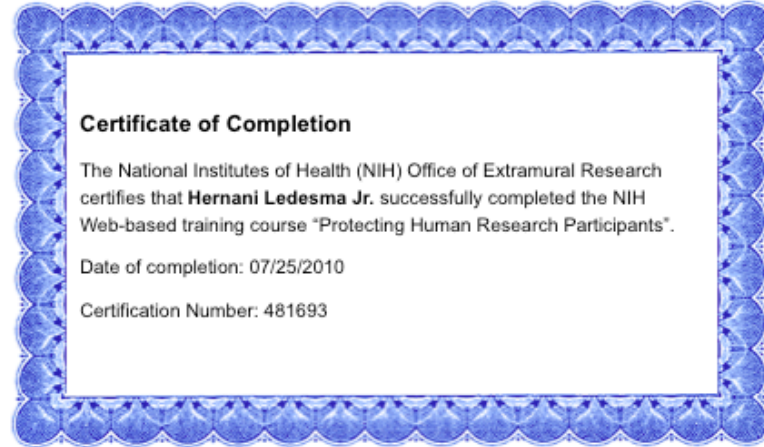 Certificate of Completion
The National Institutes of Health (NIH) Office of Extramural Research
certifies that Hernani Ledesma Jr. successfully completed the NIH
Web-based training course “Protecting Human Research Participants”.
Date of completion: 07/25/2010
Certification Number: 481693